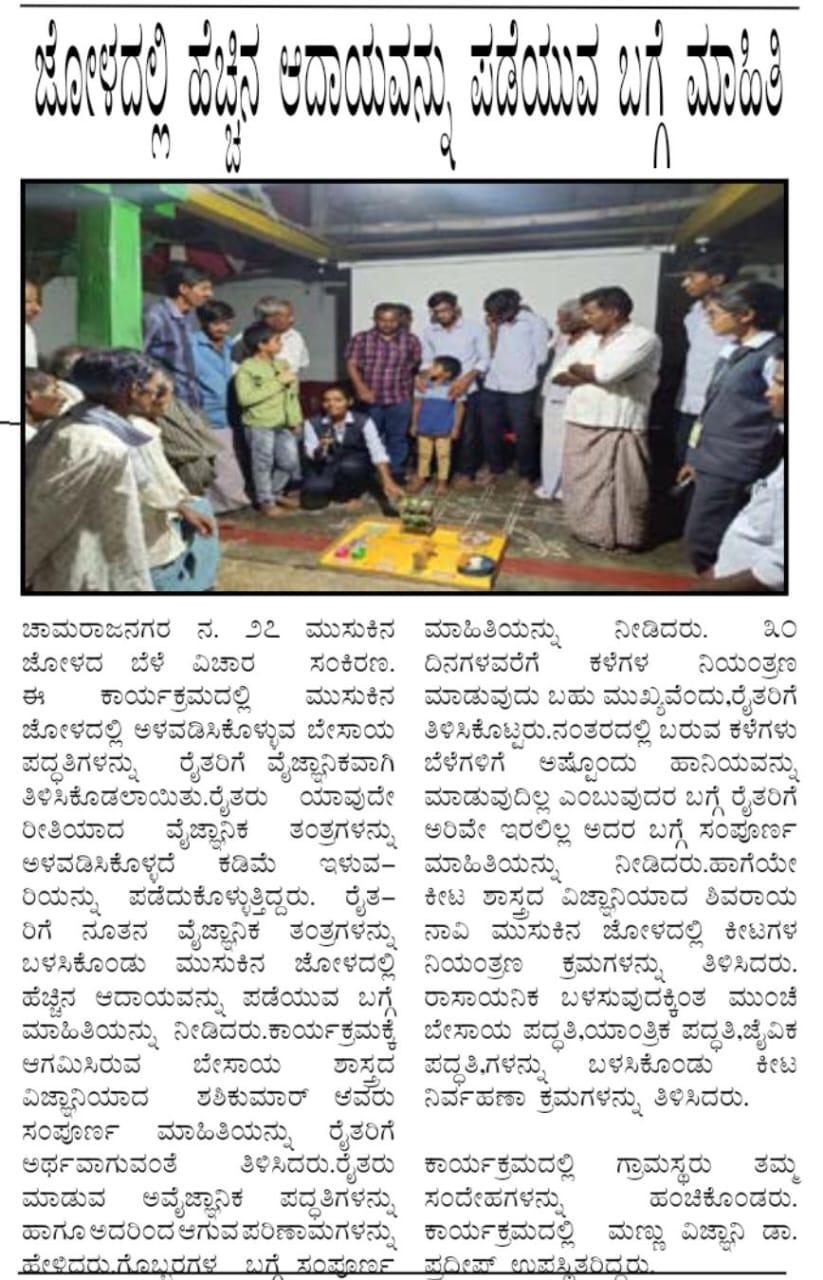 ಜೋಳದಲ್ಲಿ ಹೆಚ್ಚಿನ ಆದಾಯವನ್ನು ಪಡೆಯುವ ಬಗ್ಗೆ ಮಾಹಿತಿ
ಚಾಮರಾಜನಗರ ನ. ೨೭ ಮುಸುಕಿನ
ಜೋಳದ ಬೆಳೆ ವಿಚಾರ ಸಂಕಿರಣ.
ಈ ಕಾರ್ಯಕ್ರಮದಲ್ಲಿ ಮುಸುಕಿನ
ಜೋಳದಲ್ಲಿ ಅಳವಡಿಸಿಕೊಳ್ಳುವ ಬೇಸಾಯ
ಪದ್ಧತಿಗಳನ್ನು ರೈತರಿಗೆ ವೈಜ್ಞಾನಿಕವಾಗಿ
ತಿಳಿಸಿಕೊಡಲಾಯಿತು.ರೈತರು ಯಾವುದೇ
ರೀತಿಯಾದ ವೈಜ್ಞಾನಿಕ ತಂತ್ರಗಳನ್ನು
ಅಳವಡಿಸಿಕೊಳ್ಳದೆ ಕಡಿಮೆ ಇಳುವ-
ರಿಯನ್ನು ಪಡೆದುಕೊಳ್ಳುತ್ತಿದ್ದರು. ರೈತ-
ರಿಗೆ ನೂತನ ವೈಜ್ಞಾನಿಕ ತಂತ್ರಗಳನ್ನು
ಬಳಸಿಕೊಂಡು ಮುಸುಕಿನ ಜೋಳದಲ್ಲಿ
ಹೆಚ್ಚಿನ ಆದಾಯವನ್ನು ಪಡೆಯುವ ಬಗ್ಗೆ
ಮಾಹಿತಿಯನ್ನು ನೀಡಿದರು.ಕಾರ್ಯಕ್ರಮಕ್ಕೆ
ಆಗಮಿಸಿರುವ ಬೇಸಾಯ ಶಾಸ್ತ್ರದ
ವಿಜ್ಞಾನಿಯಾದ ಶಶಿಕುಮಾರ್ ಆವರು
ಸಂಪೂರ್ಣ ಮಾಹಿತಿಯನ್ನು ರೈತರಿಗೆ
ಅರ್ಥವಾಗುವಂತೆ ತಿಳಿಸಿದರು.ರೈತರು
ಮಾಡುವ ಅವೈಜ್ಞಾನಿಕ ಪದ್ಧತಿಗಳನ್ನು
ಹಾಗೂ ಅದರಿಂದ ಆಗುವ ಪರಿಣಾಮಗಳನ್ನು
ಹೇಳಿದರು.ಗೊಬ್ಬರಗಳ ಬಗ್ಗೆ ಸಂಪೂರ್ಣ
ಮಾಹಿತಿಯನ್ನು ನೀಡಿದರು. ೩೦
ದಿನಗಳವರೆಗೆ ಕಳೆಗಳ ನಿಯಂತ್ರಣ
ಮಾಡುವುದು ಬಹು ಮುಖ್ಯವೆಂದು,ರೈತರಿಗೆ
ತಿಳಿಸಿಕೊಟ್ಟರು.ನಂತರದಲ್ಲಿ ಬರುವ ಕಳೆಗಳು
ಬೆಳೆಗಳಿಗೆ ಅಷ್ಟೊಂದು ಹಾನಿಯವನ್ನು
ಮಾಡುವುದಿಲ್ಲ ಎಂಬುವುದರ ಬಗ್ಗೆ ರೈತರಿಗೆ
ಅರಿವೇ ಇರಲಿಲ್ಲ ಅದರ ಬಗ್ಗೆ ಸಂಪೂರ್ಣ
ಮಾಹಿತಿಯನ್ನು ನೀಡಿದರು.ಹಾಗೆಯೇ
ಕೀಟ ಶಾಸ್ತ್ರದ ವಿಜ್ಞಾನಿಯಾದ ಶಿವರಾಯ
ನಾವಿ ಮುಸುಕಿನ ಜೋಳದಲ್ಲಿ ಕೀಟಗಳ
ನಿಯಂತ್ರಣ ಕ್ರಮಗಳನ್ನು ತಿಳಿಸಿದರು.
ರಾಸಾಯನಿಕ ಬಳಸುವುದಕ್ಕಿಂತ ಮುಂಚೆ
ಬೇಸಾಯ ಪದ್ಧತಿ,ಯಾಂತ್ರಿಕ ಪದ್ಧತಿ,ಜೈವಿಕ
ಪದ್ಧತಿ,ಗಳನ್ನು ಬಳಸಿಕೊಂಡು ಕೀಟ
ನಿರ್ವಹಣಾ ಕ್ರಮಗಳನ್ನು ತಿಳಿಸಿದರು.
ಕಾರ್ಯಕ್ರಮದಲ್ಲಿ ಗ್ರಾಮಸ್ಥರು ತಮ್ಮ
ಸಂದೇಹಗಳನ್ನು ಹಂಚಿಕೊಂಡರು.
ಕಾರ್ಯಕ್ರಮದಲ್ಲಿ ಮಣ್ಣು ವಿಜ್ಞಾನಿ ಡಾ.
ಪ್ರದೀಪ್ ಉಪಸ್ಥಿತರಿದ್ದರು.